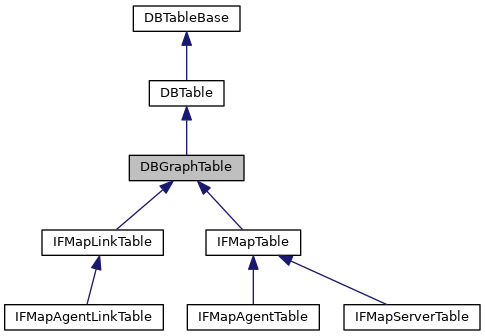 DBTableBase
DBTable
DBGraphTable
IFMapLinkTable
IFMapTable
IFMapAgentLinkTable
IFMapAgentTable
IFMapServerTable